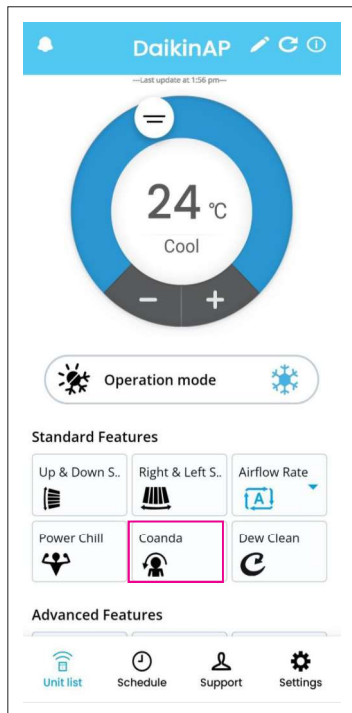 DaikinAP
---Last update at 1:56 pm---
24 °C
Cool
− +
Operation mode
Standard Features
Up & Down S.. Right & Left S.. Airflow Rate
A
Power Chill Coanda Dew Clean
Advanced Features
Unit list Schedule Support Settings